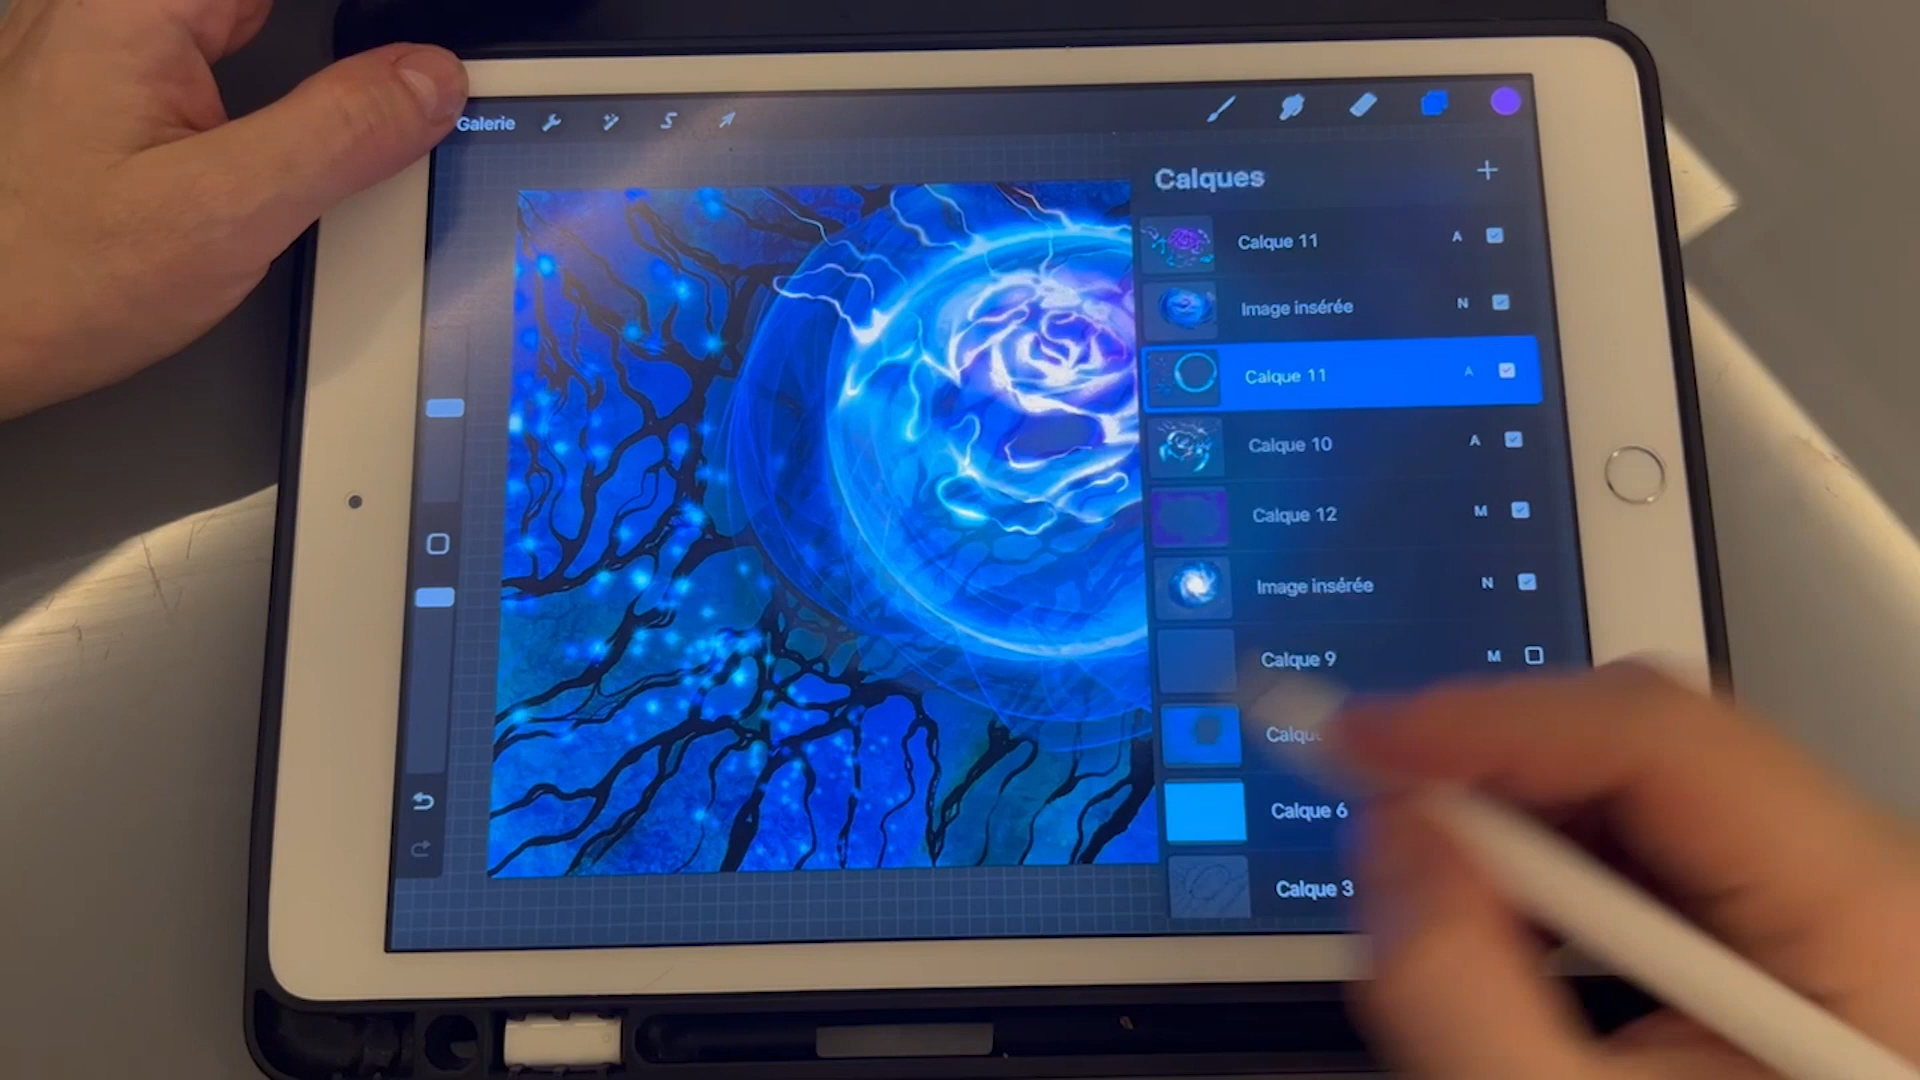 Galerie
Calques
Calque 11 A
Image insérée N
Calque 11 A
Calque 10 A
Calque 12 M
Image insérée N
Calque 9 M
Calque 6
Calque 3